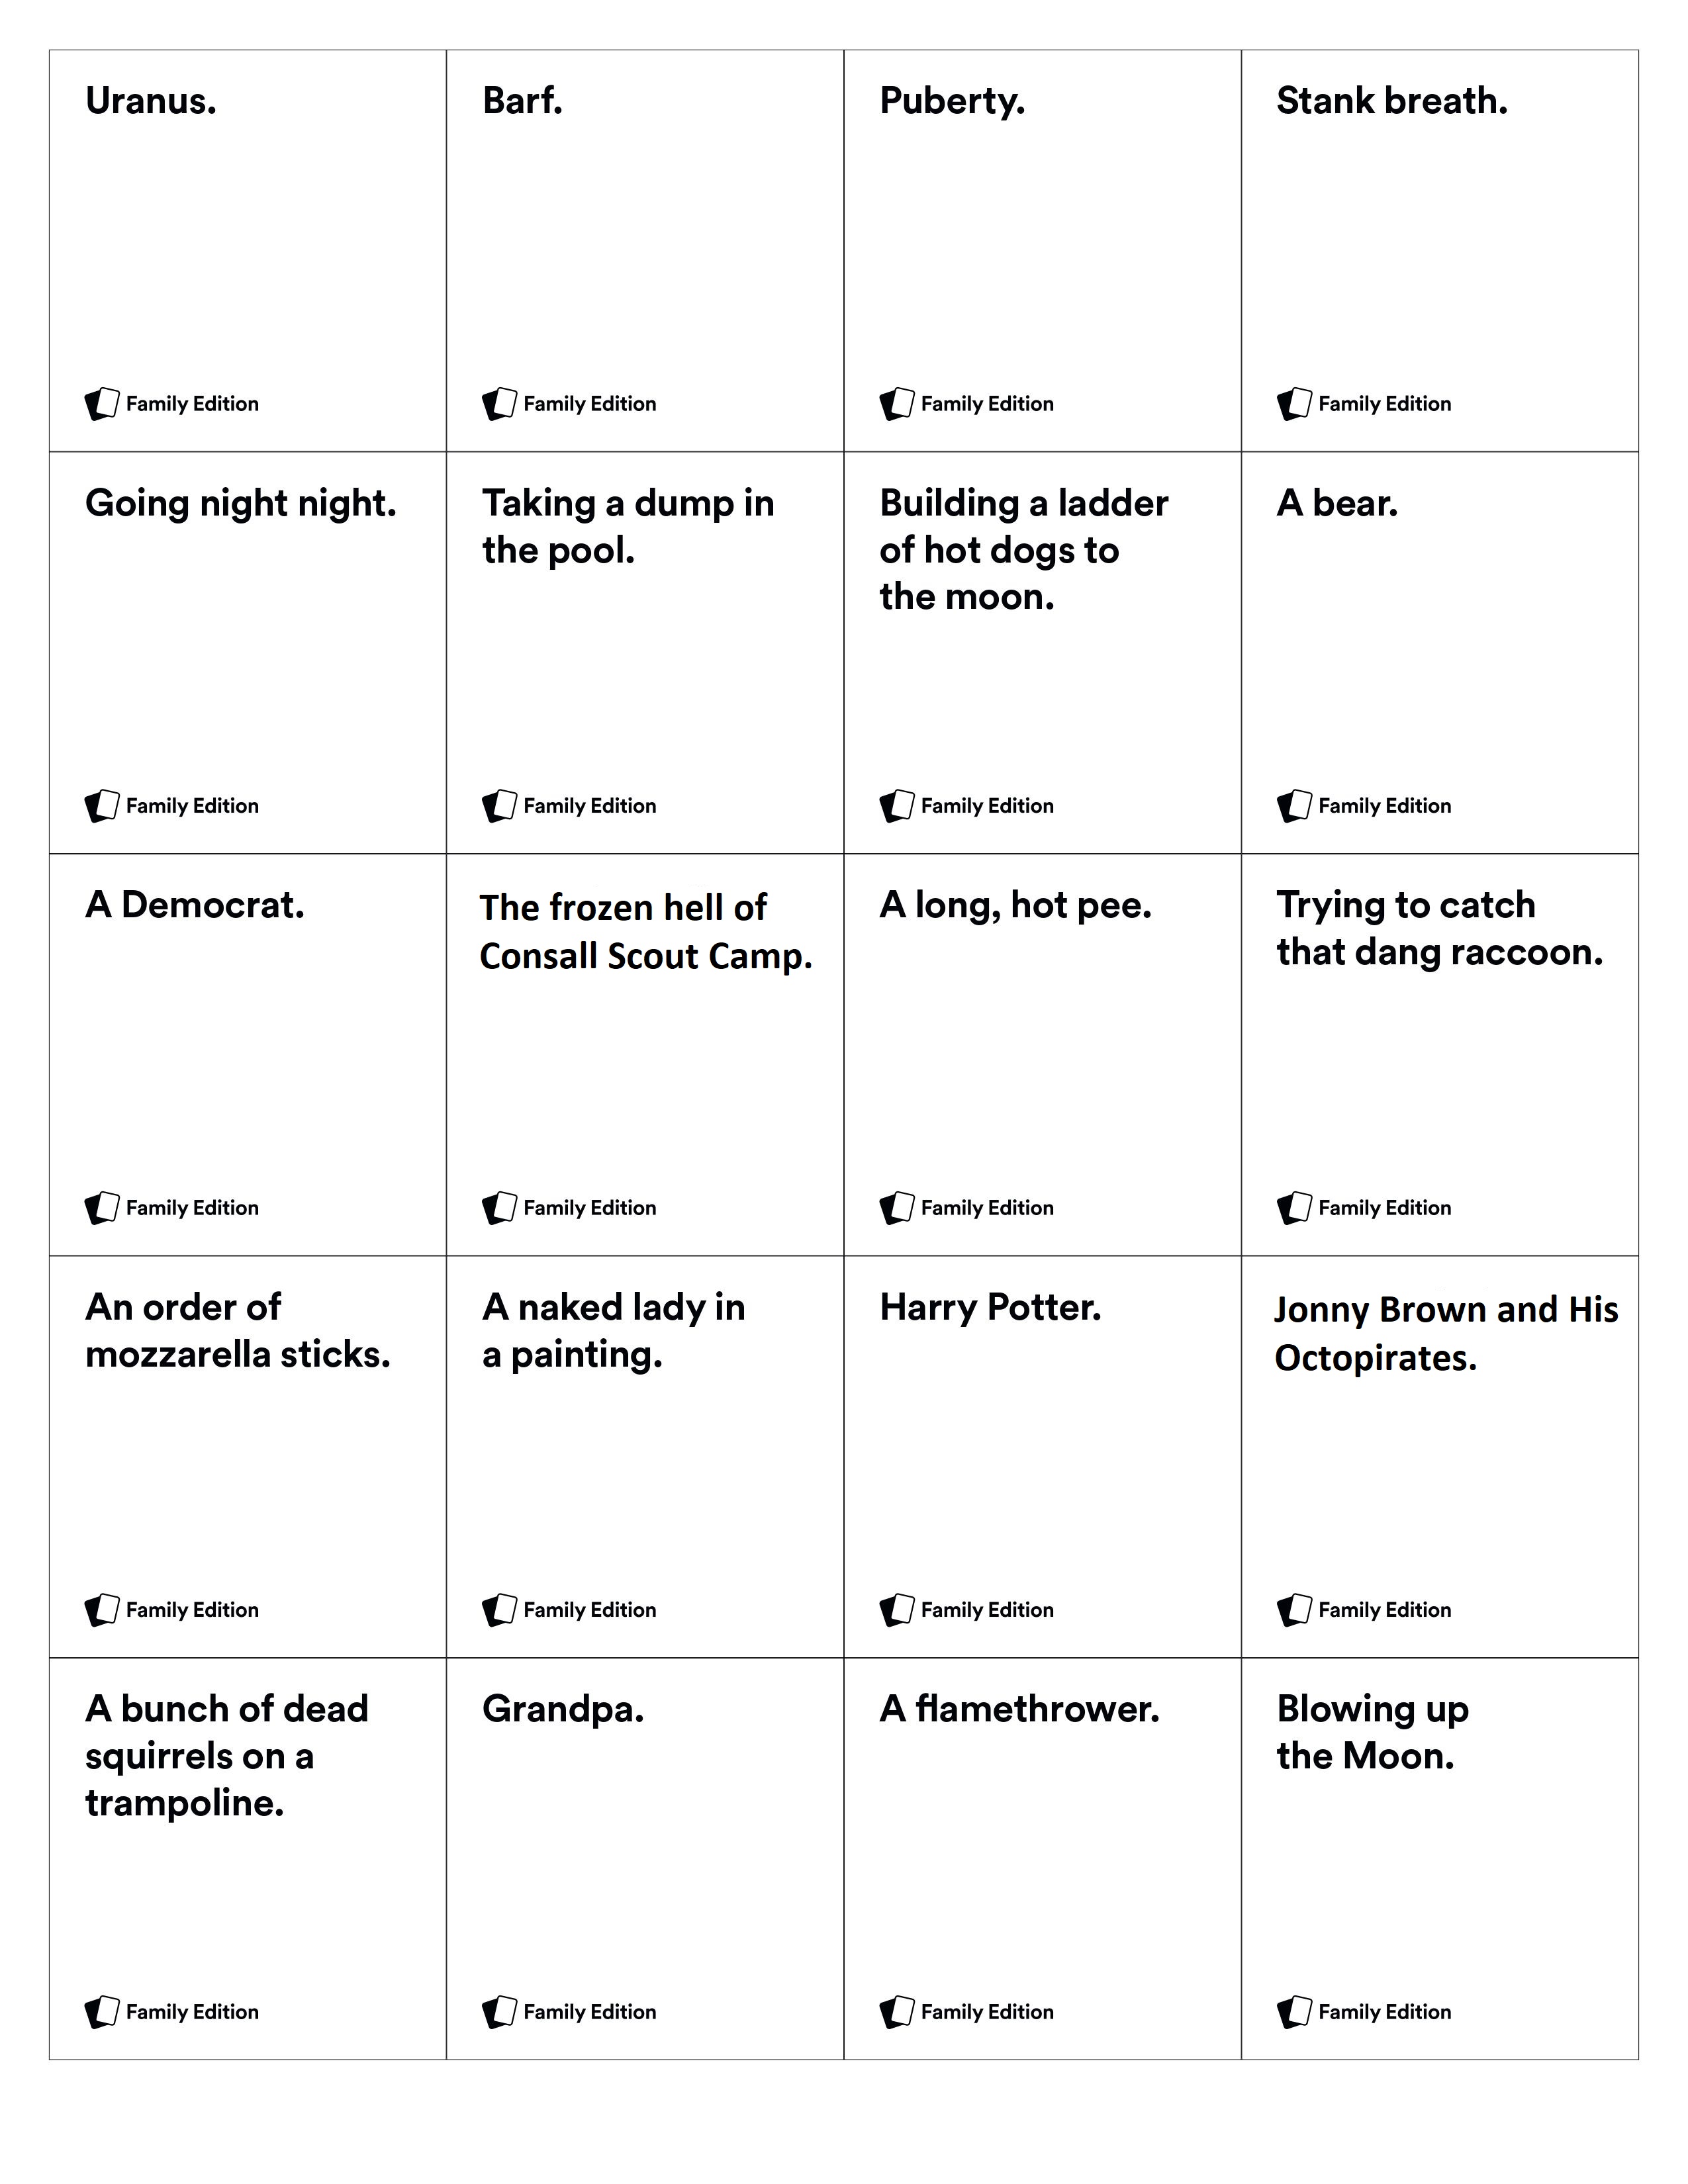 Uranus.
Barf.
Puberty.
Stank breath.
Family Edition
Family Edition
Family Edition
Family Edition
Going night night.
Taking a dump in
the pool.
Building a ladder
of hot dogs to
the moon.
A bear.
Family Edition
Family Edition
Family Edition
Family Edition
A Democrat.
The frozen hell of
Consall Scout Camp.
A long, hot pee.
Trying to catch
that dang raccoon.
Family Edition
Family Edition
Family Edition
Family Edition
An order of
mozzarella sticks.
A naked lady in
a painting.
Harry Potter.
Jonny Brown and His
Octopirates.
Family Edition
Family Edition
Family Edition
Family Edition
A bunch of dead
squirrels on a
trampoline.
Grandpa.
A flamethrower.
Blowing up
the Moon.
Family Edition
Family Edition
Family Edition
Family Edition